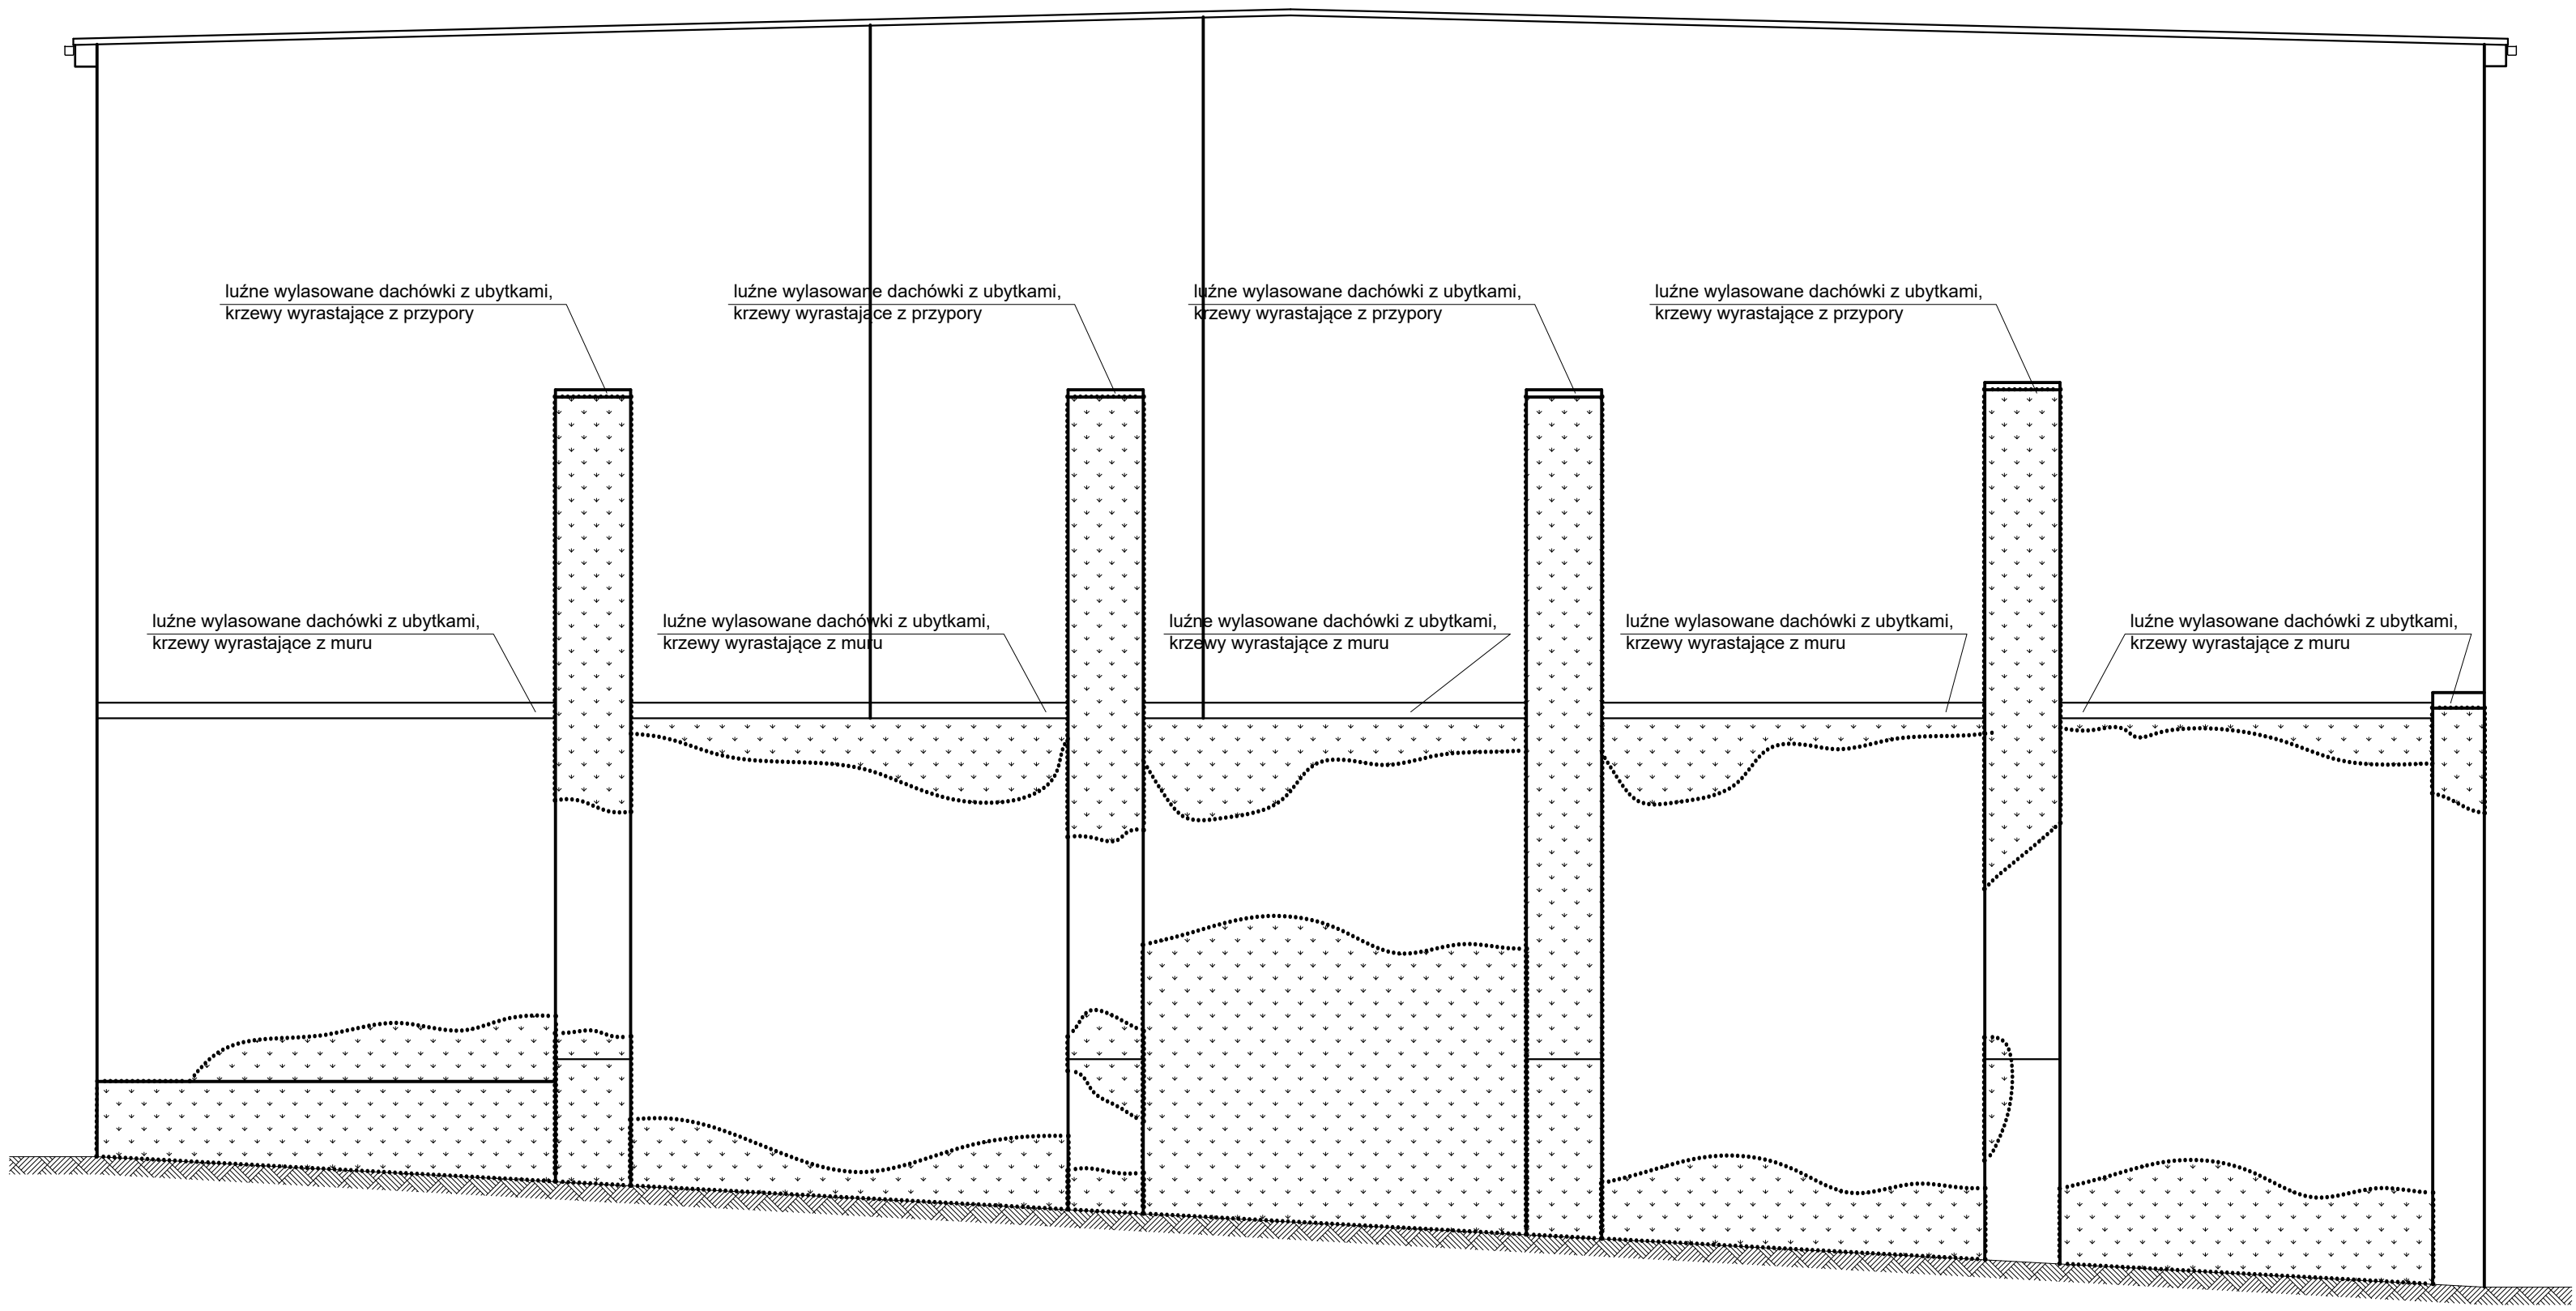 luźne wylasowane dachówki z ubytkami,
krzewy wyrastające z przypory
luźne wylasowane dachówki z ubytkami,
krzewy wyrastające z przypory
luźne wylasowane dachówki z ubytkami,
krzewy wyrastające z przypory
luźne wylasowane dachówki z ubytkami,
krzewy wyrastające z przypory
luźne wylasowane dachówki z ubytkami,
krzewy wyrastające z muru
luźne wylasowane dachówki z ubytkami,
krzewy wyrastające z muru
luźne wylasowane dachówki z ubytkami,
krzewy wyrastające z muru
luźne wylasowane dachówki z ubytkami,
krzewy wyrastające z muru
luźne wylasowane dachówki z ubytkami,
krzewy wyrastające z muru